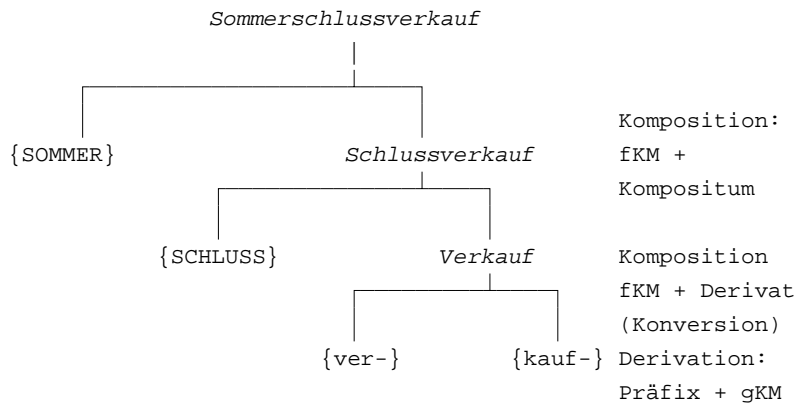 Sommerschlussverkauf
Komposition:
{SOMMER} Schlussverkauf fKM +
Kompositum
{SCHLUSS} Verkauf Komposition
fKM + Derivat
(Konversion)
{ver-} {kauf-} Derivation:
Präfix + gKM